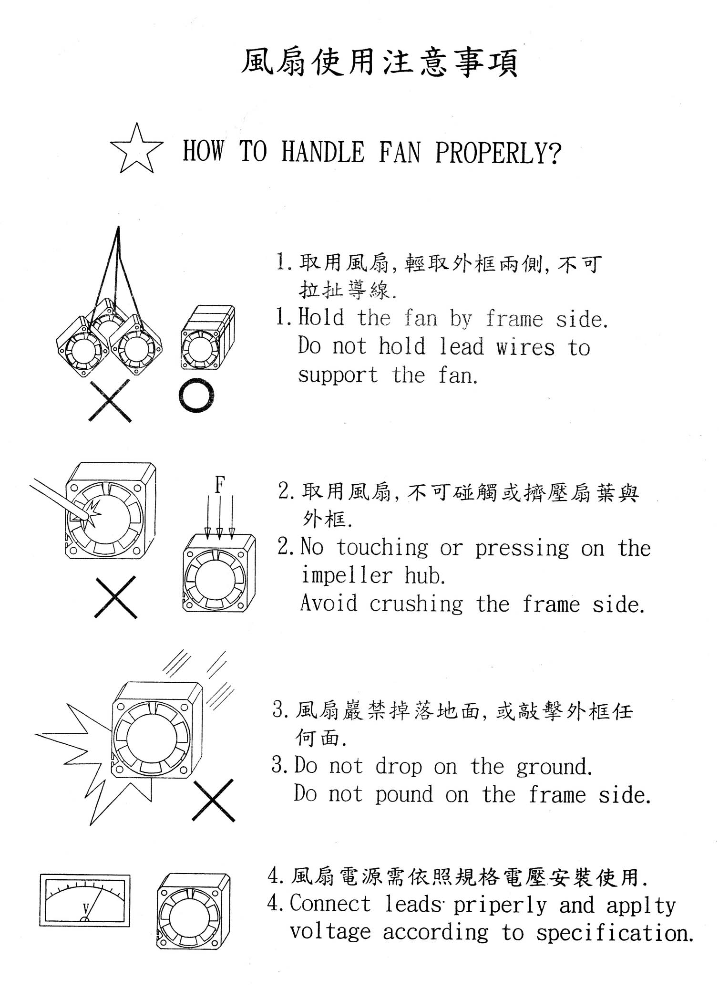 風扇使用注意事項
HOW TO HANDLE FAN PROPERLY?
1. 取用風扇, 輕取外框兩側, 不可
拉扯導線.
1. Hold the fan by frame side.
Do not hold lead wires to
support the fan.
F
2. 取用風扇, 不可碰觸或擠壓扇葉與
外框.
2. No touching or pressing on the
impeller hub.
Avoid crushing the frame side.
3. 風扇嚴禁掉落地面, 或敲擊外框任
何面.
3. Do not drop on the ground.
Do not pound on the frame side.
V
4. 風扇電源需依照規格電壓安裝使用.
4. Connect leads priperly and applty
voltage according to specification.